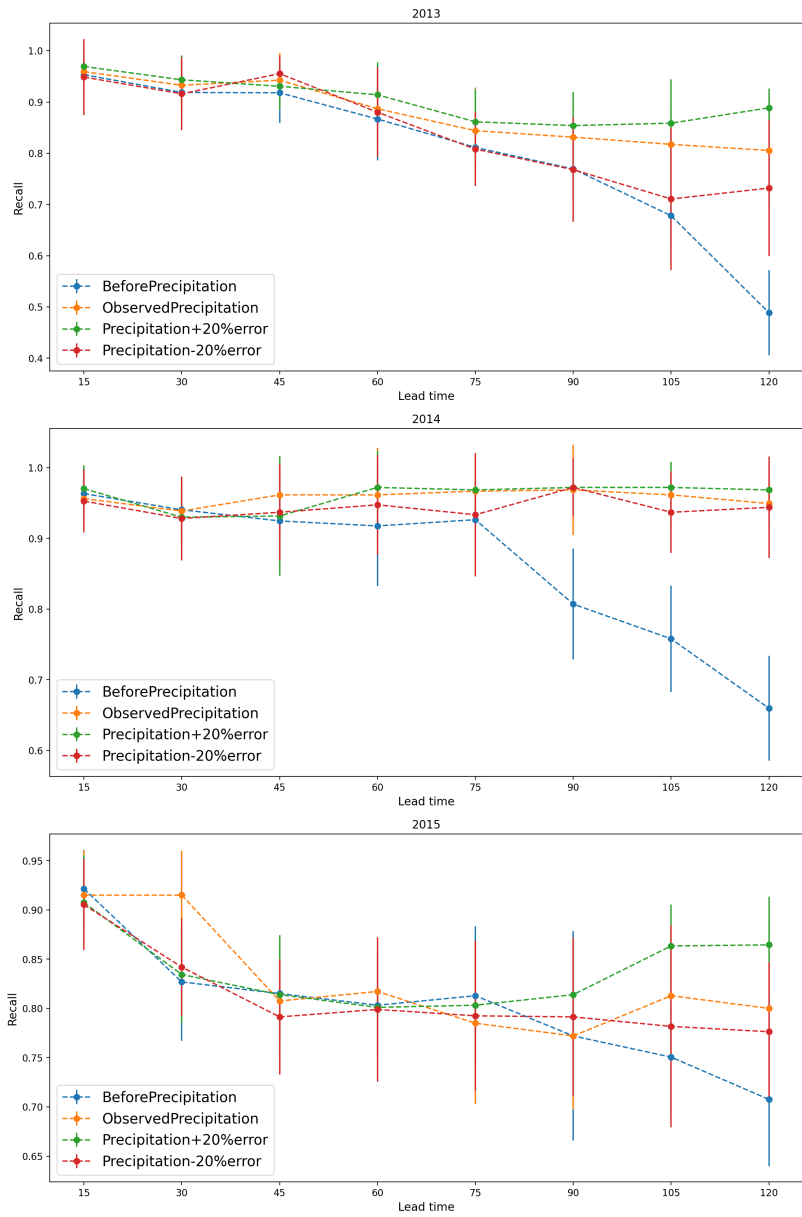 2013
Recall
1.0
0.9
0.8
0.7
0.6
0.5
0.4
BeforePrecipitation
ObservedPrecipitation
Precipitation+20%error
Precipitation-20%error
15 30 45 60 75 90 105 120
Lead time
2014
Recall
1.0
0.9
0.8
0.7
0.6
BeforePrecipitation
ObservedPrecipitation
Precipitation+20%error
Precipitation-20%error
15 30 45 60 75 90 105 120
Lead time
2015
Recall
0.95
0.90
0.85
0.80
0.75
0.70
0.65
BeforePrecipitation
ObservedPrecipitation
Precipitation+20%error
Precipitation-20%error
15 30 45 60 75 90 105 120
Lead time